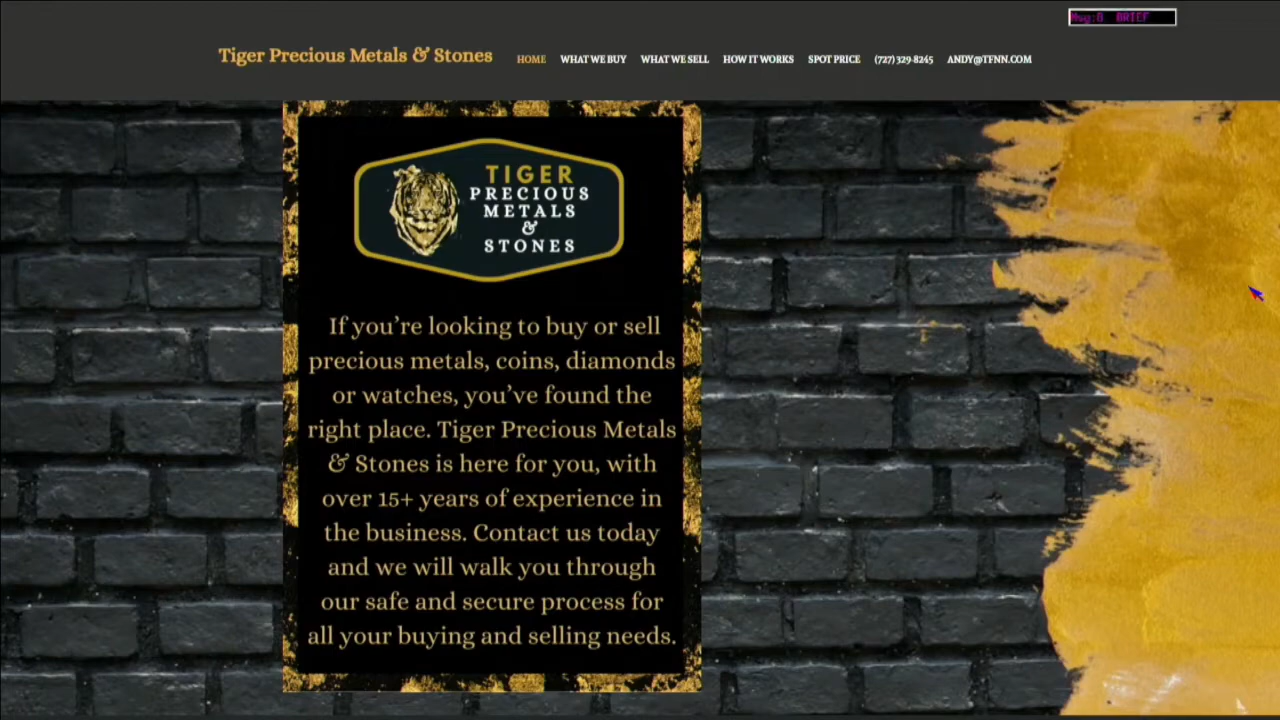 Msg:0 BRIEF
Tiger Precious Metals & Stones
HOME WHAT WE BUY WHAT WE SELL HOW IT WORKS SPOT PRICE (727) 329-8245 ANDY@TFNN.COM
TIGER
PRECIOUS
METALS
&
STONES
If you’re looking to buy or sell
precious metals, coins, diamonds
or watches, you’ve found the
right place. Tiger Precious Metals
& Stones is here for you, with
over 15+ years of experience in
the business. Contact us today
and we will walk you through
our safe and secure process for
all your buying and selling needs.